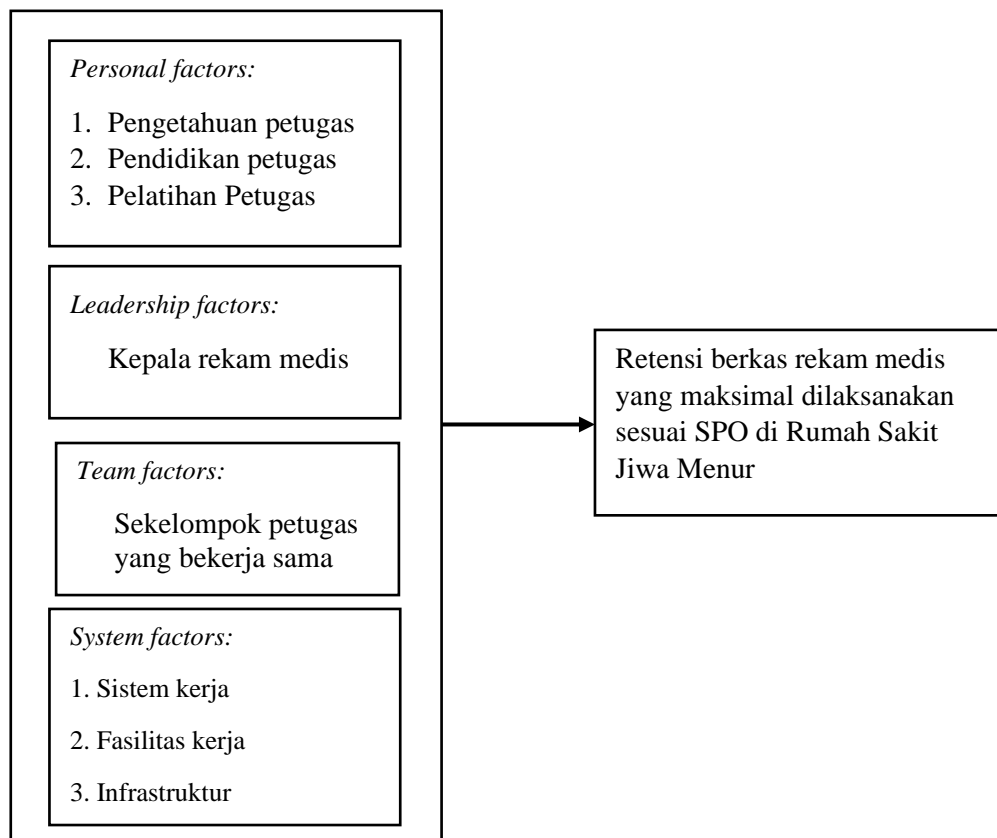 Personal factors:
1. Pengetahuan petugas
2. Pendidikan petugas
3. Pelatihan Petugas
Leadership factors:
Kepala rekam medis
Team factors:
Sekelompok petugas
yang bekerja sama
System factors:
1. Sistem kerja
2. Fasilitas kerja
3. Infrastruktur
Retensi berkas rekam medis
yang maksimal dilaksanakan
sesuai SPO di Rumah Sakit
Jiwa Menur